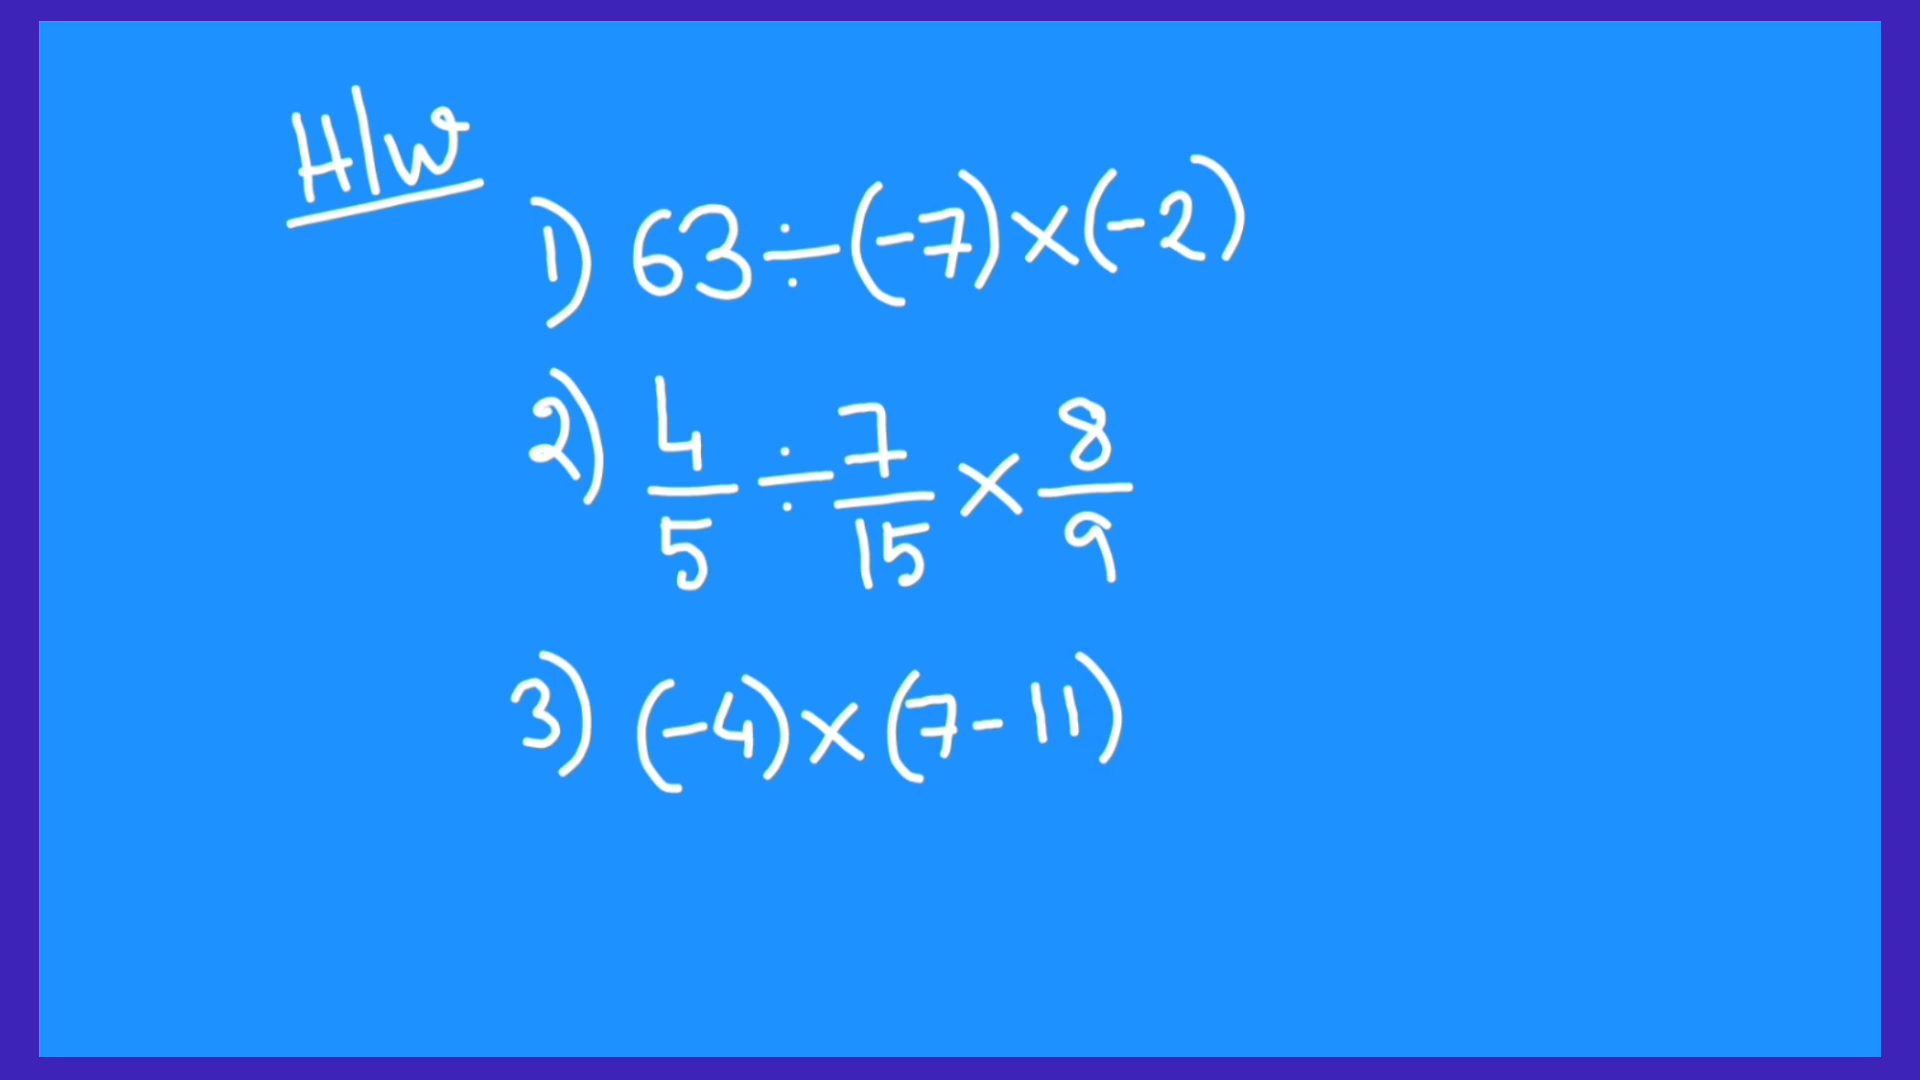 H/W
1) 63÷(-7)×(-2)
2) 4/5 ÷ 7/15 × 8/9
3) (-4)×(7-11)